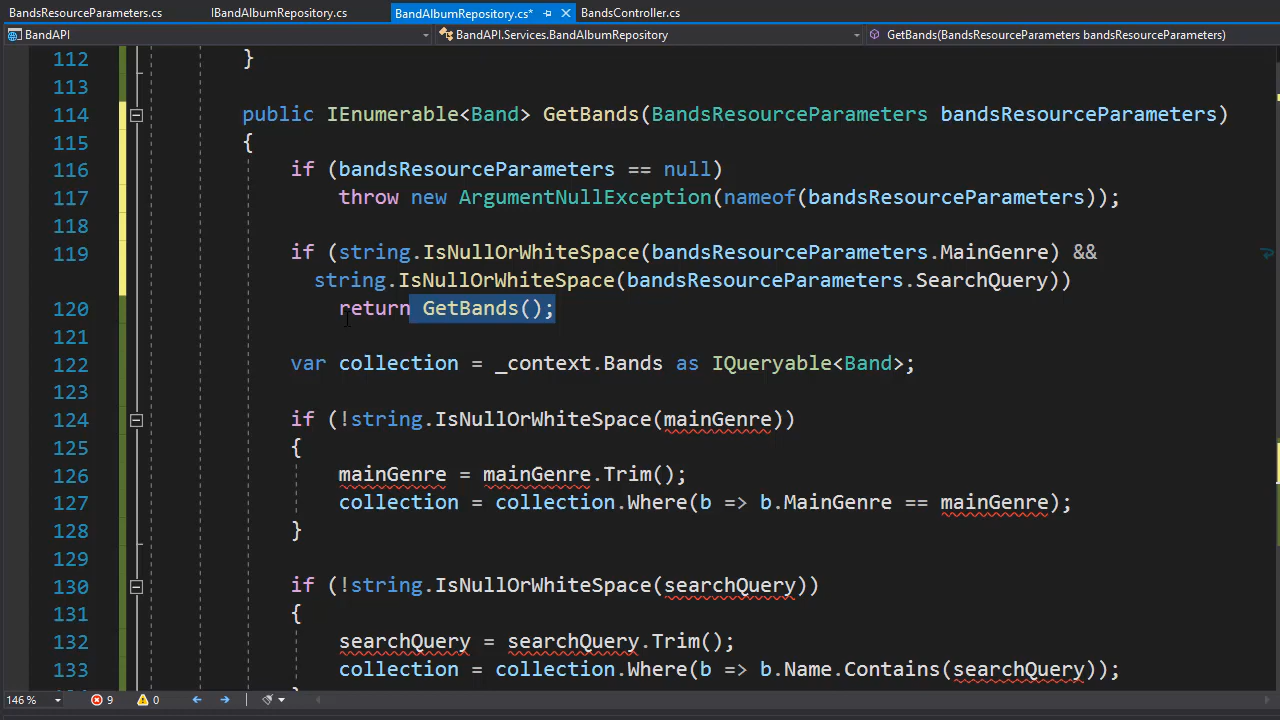 BandsResourceParameters.cs IBandAlbumRepository.cs BandAlbumRepository.cs* BandsController.cs
BandAPI BandAPI.Services.BandAlbumRepository GetBands(BandsResourceParameters bandsResourceParameters)
112 }
113
114 public IEnumerable<Band> GetBands(BandsResourceParameters bandsResourceParameters)
115 {
116 if (bandsResourceParameters == null)
117 throw new ArgumentNullException(nameof(bandsResourceParameters));
118
119 if (string.IsNullOrWhiteSpace(bandsResourceParameters.MainGenre) &&
string.IsNullOrWhiteSpace(bandsResourceParameters.SearchQuery))
120 return GetBands();
121
122 var collection = _context.Bands as IQueryable<Band>;
123
124 if (!string.IsNullOrWhiteSpace(mainGenre))
125 {
126 mainGenre = mainGenre.Trim();
127 collection = collection.Where(b => b.MainGenre == mainGenre);
128 }
129
130 if (!string.IsNullOrWhiteSpace(searchQuery))
131 {
132 searchQuery = searchQuery.Trim();
133 collection = collection.Where(b => b.Name.Contains(searchQuery));
146 % 9 0